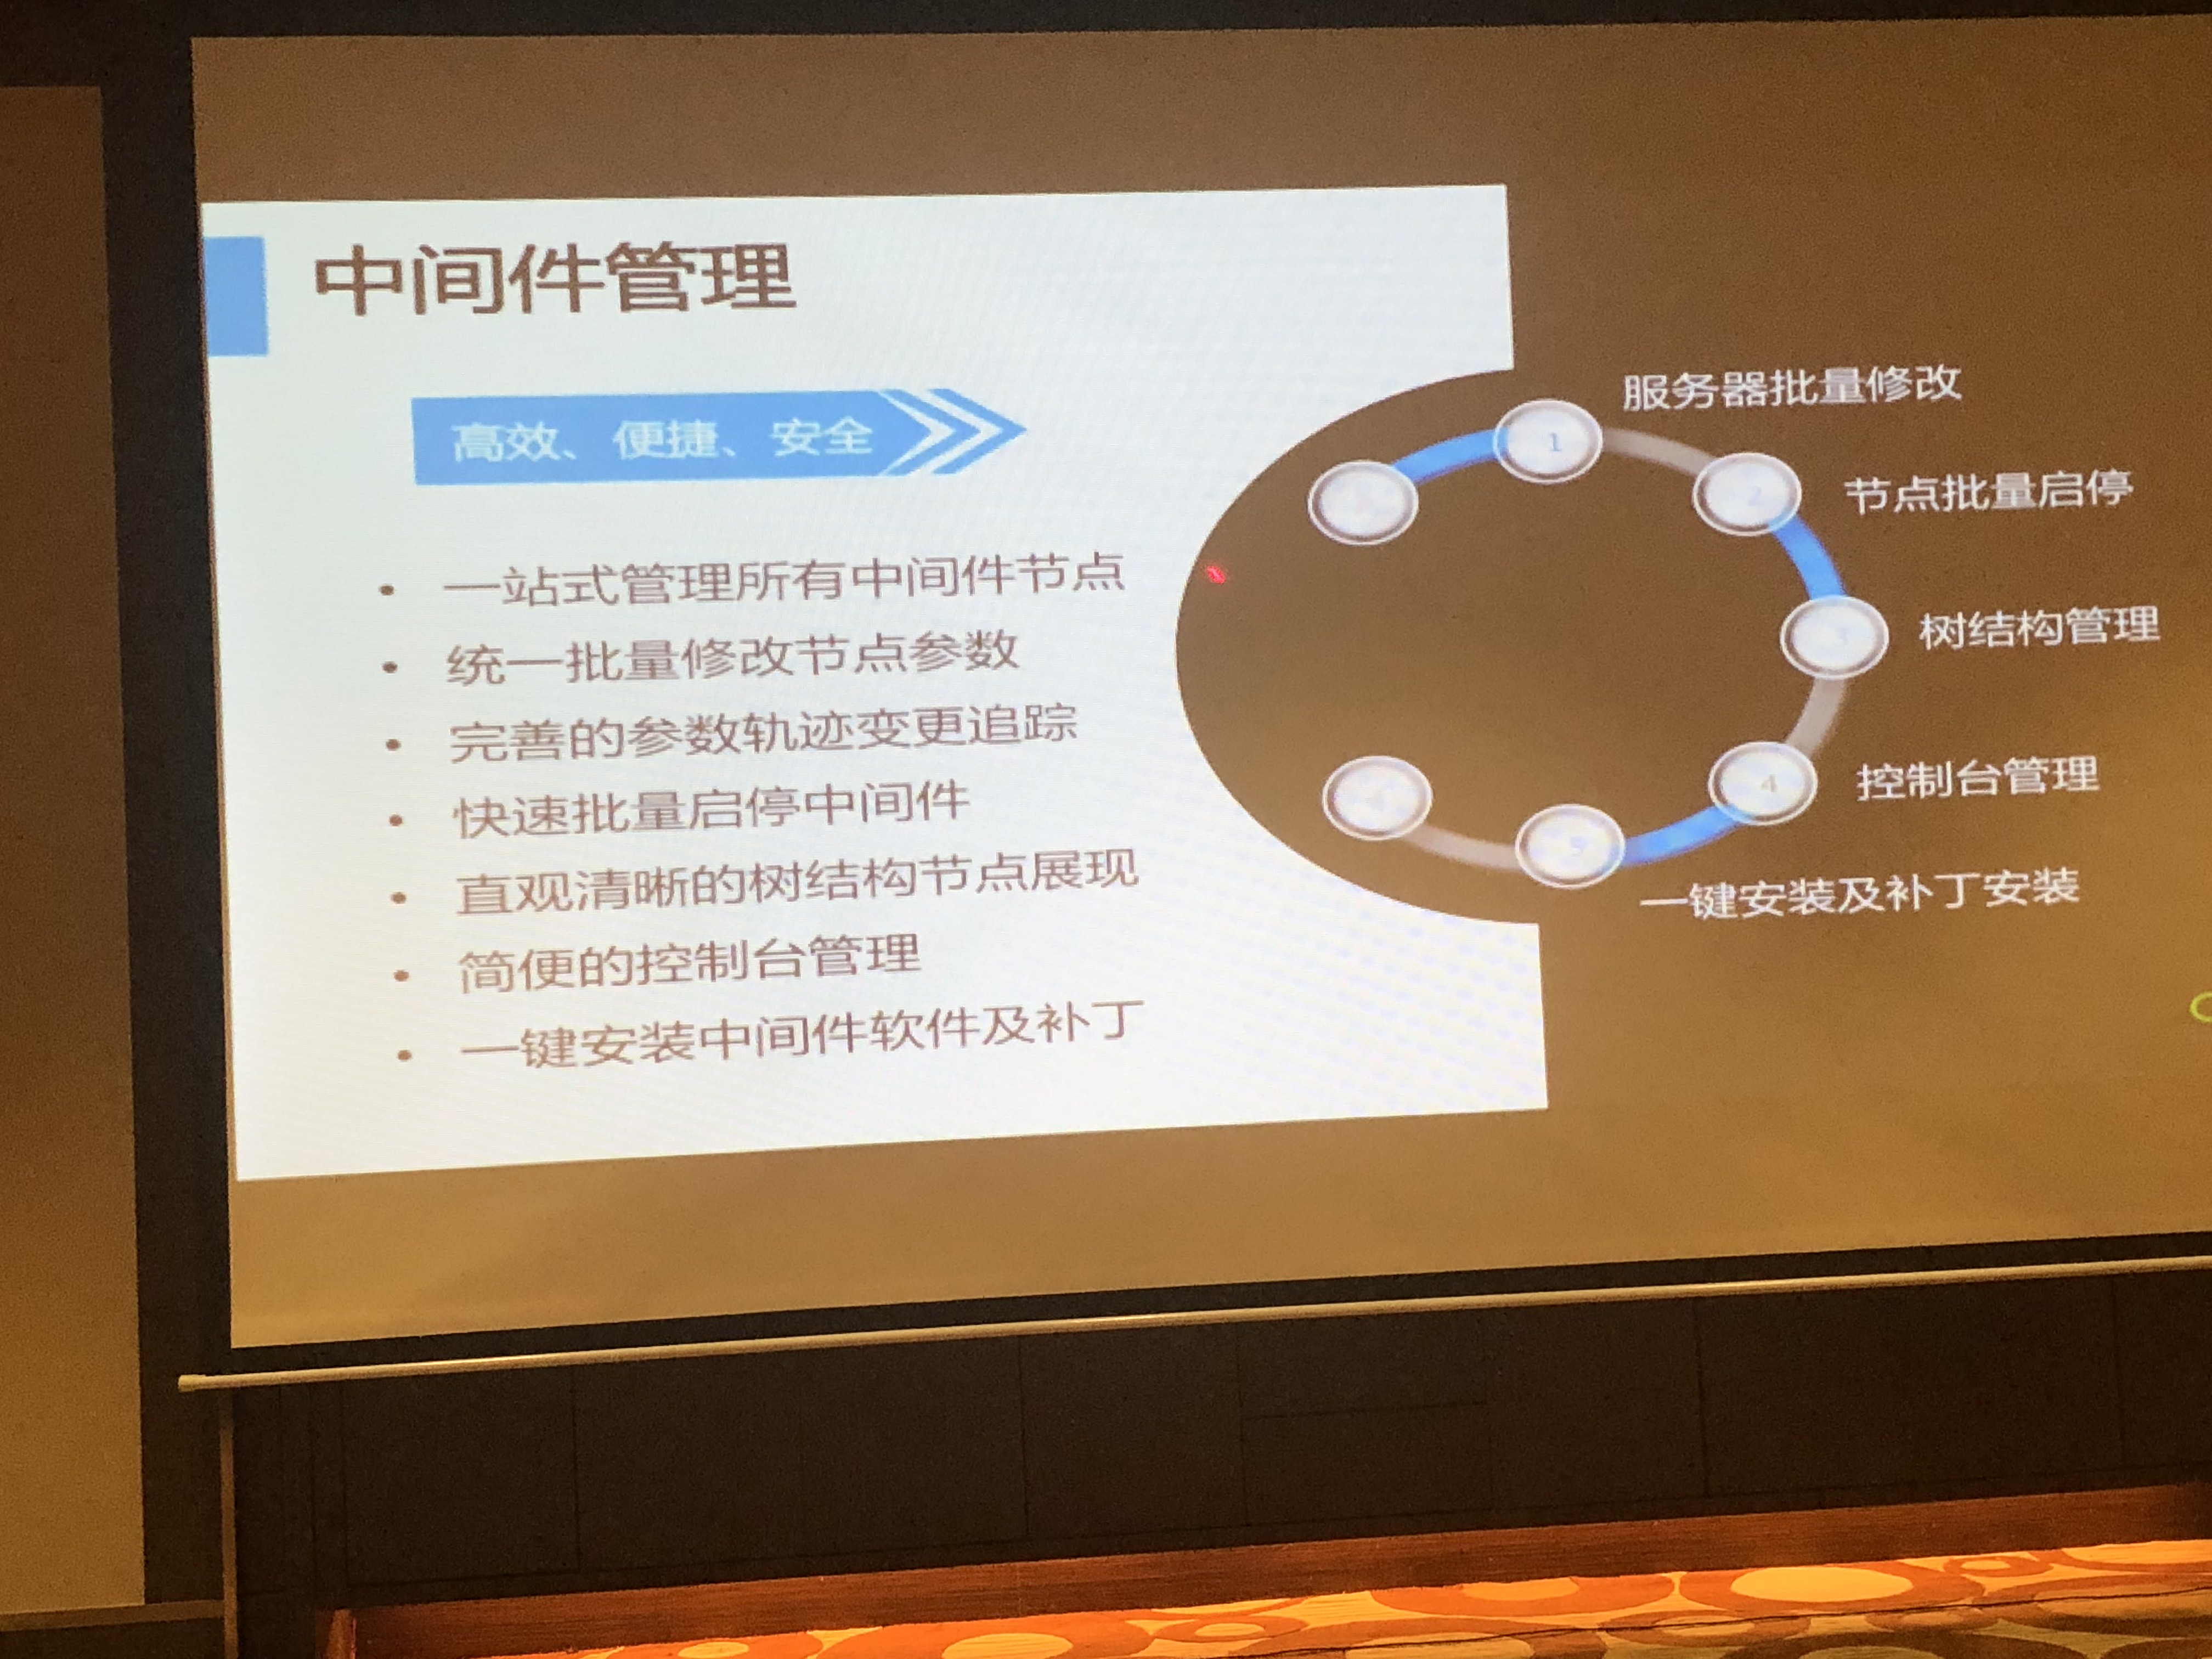 中间件管理
高效、便捷、安全
• 一站式管理所有中间件节点
• 统一批量修改节点参数
• 完善的参数轨迹变更追踪
• 快速批量启停中间件
• 直观清晰的树结构节点展现
• 简便的控制台管理
• 一键安装中间件软件及补丁
1 服务器批量修改
2 节点批量启停
3 树结构管理
4 控制台管理
5 一键安装及补丁安装